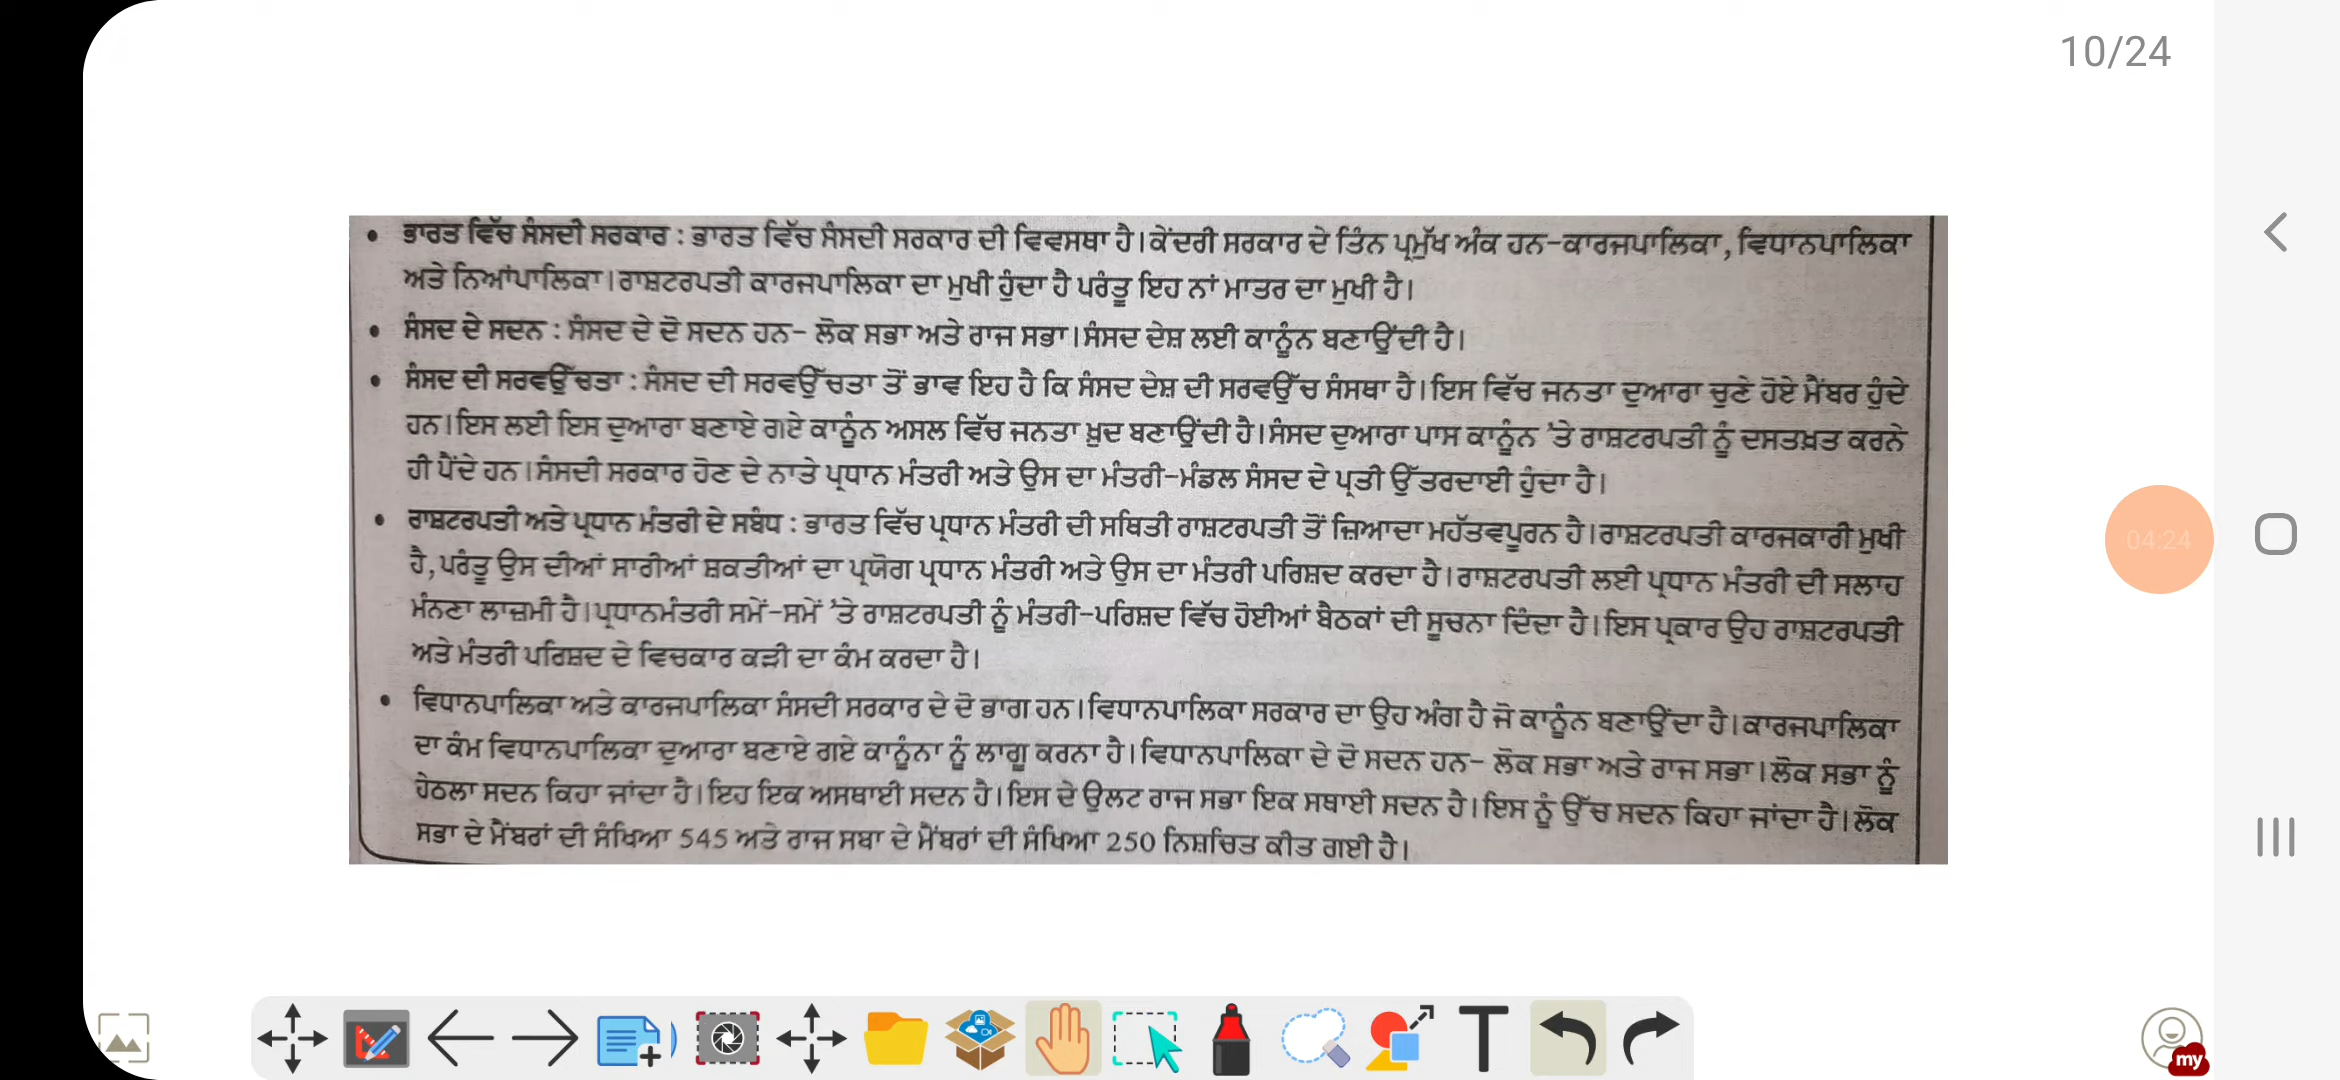 10/24
• ਭਾਰਤ ਵਿੱਚ ਸੰਸਦੀ ਸਰਕਾਰ : ਭਾਰਤ ਵਿੱਚ ਸੰਸਦੀ ਸਰਕਾਰ ਦੀ ਵਿਵਸਥਾ ਹੈ। ਕੇਂਦਰੀ ਸਰਕਾਰ ਦੇ ਤਿੰਨ ਪ੍ਰਮੁੱਖ ਅੰਕ ਹਨ-ਕਾਰਜਪਾਲਿਕਾ, ਵਿਧਾਨਪਾਲਿਕਾ
ਅਤੇ ਨਿਆਂਪਾਲਿਕਾ। ਰਾਸ਼ਟਰਪਤੀ ਕਾਰਜਪਾਲਿਕਾ ਦਾ ਮੁਖੀ ਹੁੰਦਾ ਹੈ ਪਰੰਤੂ ਇਹ ਨਾਂ ਮਾਤਰ ਦਾ ਮੁਖੀ ਹੈ।
• ਸੰਸਦ ਦੇ ਸਦਨ : ਸੰਸਦ ਦੇ ਦੋ ਸਦਨ ਹਨ- ਲੋਕ ਸਭਾ ਅਤੇ ਰਾਜ ਸਭਾ। ਸੰਸਦ ਦੇਸ਼ ਲਈ ਕਾਨੂੰਨ ਬਣਾਉਂਦੀ ਹੈ।
• ਸੰਸਦ ਦੀ ਸਰਵਉੱਚਤਾ : ਸੰਸਦ ਦੀ ਸਰਵਉੱਚਤਾ ਤੋਂ ਭਾਵ ਇਹ ਹੈ ਕਿ ਸੰਸਦ ਦੇਸ਼ ਦੀ ਸਰਵਉੱਚ ਸੰਸਥਾ ਹੈ। ਇਸ ਵਿੱਚ ਜਨਤਾ ਦੁਆਰਾ ਚੁਣੇ ਹੋਏ ਮੈਂਬਰ ਹੁੰਦੇ
ਹਨ। ਇਸ ਲਈ ਇਸ ਦੁਆਰਾ ਬਣਾਏ ਗਏ ਕਾਨੂੰਨ ਅਸਲ ਵਿੱਚ ਜਨਤਾ ਖ਼ੁਦ ਬਣਾਉਂਦੀ ਹੈ। ਸੰਸਦ ਦੁਆਰਾ ਪਾਸ ਕਾਨੂੰਨ 'ਤੇ ਰਾਸ਼ਟਰਪਤੀ ਨੂੰ ਦਸਤਖ਼ਤ ਕਰਨੇ
ਹੀ ਪੈਂਦੇ ਹਨ। ਸੰਸਦੀ ਸਰਕਾਰ ਹੋਣ ਦੇ ਨਾਤੇ ਪ੍ਰਧਾਨ ਮੰਤਰੀ ਅਤੇ ਉਸ ਦਾ ਮੰਤਰੀ-ਮੰਡਲ ਸੰਸਦ ਦੇ ਪ੍ਰਤੀ ਉੱਤਰਦਾਈ ਹੁੰਦਾ ਹੈ।
• ਰਾਸ਼ਟਰਪਤੀ ਅਤੇ ਪ੍ਰਧਾਨ ਮੰਤਰੀ ਦੇ ਸਬੰਧ : ਭਾਰਤ ਵਿੱਚ ਪ੍ਰਧਾਨ ਮੰਤਰੀ ਦੀ ਸਥਿਤੀ ਰਾਸ਼ਟਰਪਤੀ ਤੋਂ ਜ਼ਿਆਦਾ ਮਹੱਤਵਪੂਰਨ ਹੈ। ਰਾਸ਼ਟਰਪਤੀ ਕਾਰਜਕਾਰੀ ਮੁਖੀ
ਹੈ, ਪਰੰਤੂ ਉਸ ਦੀਆਂ ਸਾਰੀਆਂ ਸ਼ਕਤੀਆਂ ਦਾ ਪ੍ਰਯੋਗ ਪ੍ਰਧਾਨ ਮੰਤਰੀ ਅਤੇ ਉਸ ਦਾ ਮੰਤਰੀ ਪਰਿਸ਼ਦ ਕਰਦਾ ਹੈ। ਰਾਸ਼ਟਰਪਤੀ ਲਈ ਪ੍ਰਧਾਨ ਮੰਤਰੀ ਦੀ ਸਲਾਹ
ਮੰਨਣਾ ਲਾਜ਼ਮੀ ਹੈ। ਪ੍ਰਧਾਨਮੰਤਰੀ ਸਮੇਂ-ਸਮੇਂ 'ਤੇ ਰਾਸ਼ਟਰਪਤੀ ਨੂੰ ਮੰਤਰੀ-ਪਰਿਸ਼ਦ ਵਿੱਚ ਹੋਈਆਂ ਬੈਠਕਾਂ ਦੀ ਸੂਚਨਾ ਦਿੰਦਾ ਹੈ। ਇਸ ਪ੍ਰਕਾਰ ਉਹ ਰਾਸ਼ਟਰਪਤੀ
ਅਤੇ ਮੰਤਰੀ ਪਰਿਸ਼ਦ ਦੇ ਵਿਚਕਾਰ ਕੜੀ ਦਾ ਕੰਮ ਕਰਦਾ ਹੈ।
• ਵਿਧਾਨਪਾਲਿਕਾ ਅਤੇ ਕਾਰਜਪਾਲਿਕਾ ਸੰਸਦੀ ਸਰਕਾਰ ਦੇ ਦੋ ਭਾਗ ਹਨ। ਵਿਧਾਨਪਾਲਿਕਾ ਸਰਕਾਰ ਦਾ ਉਹ ਅੰਗ ਹੈ ਜੋ ਕਾਨੂੰਨ ਬਣਾਉਂਦਾ ਹੈ। ਕਾਰਜਪਾਲਿਕਾ
ਦਾ ਕੰਮ ਵਿਧਾਨਪਾਲਿਕਾ ਦੁਆਰਾ ਬਣਾਏ ਗਏ ਕਾਨੂੰਨਾ ਨੂੰ ਲਾਗੂ ਕਰਨਾ ਹੈ। ਵਿਧਾਨਪਾਲਿਕਾ ਦੇ ਦੋ ਸਦਨ ਹਨ- ਲੋਕ ਸਭਾ ਅਤੇ ਰਾਜ ਸਭਾ। ਲੋਕ ਸਭਾ ਨੂੰ
ਹੇਠਲਾ ਸਦਨ ਕਿਹਾ ਜਾਂਦਾ ਹੈ। ਇਹ ਇਕ ਅਸਥਾਈ ਸਦਨ ਹੈ। ਇਸ ਦੇ ਉਲਟ ਰਾਜ ਸਭਾ ਇਕ ਸਥਾਈ ਸਦਨ ਹੈ। ਇਸ ਨੂੰ ਉੱਚ ਸਦਨ ਕਿਹਾ ਜਾਂਦਾ ਹੈ। ਲੋਕ
ਸਭਾ ਦੇ ਮੈਂਬਰਾਂ ਦੀ ਸੰਖਿਆ 545 ਅਤੇ ਰਾਜ ਸਬਾ ਦੇ ਮੈਂਬਰਾਂ ਦੀ ਸੰਖਿਆ 250 ਨਿਸ਼ਚਿਤ ਕੀਤ ਗਈ ਹੈ।
04:24
T
my